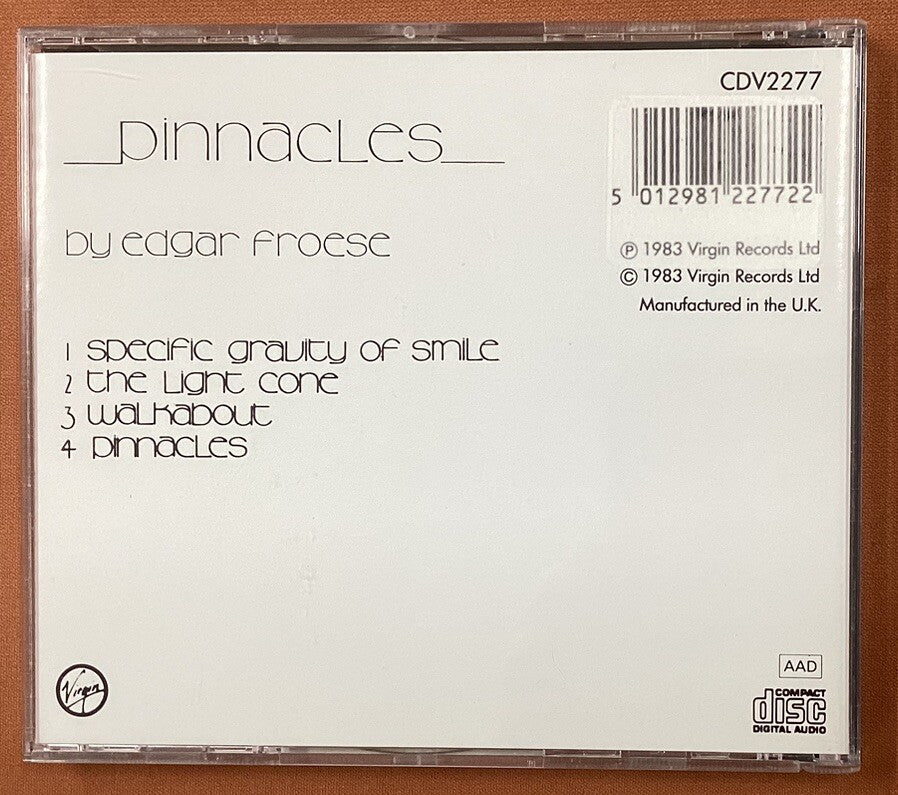 pinnacles
by edgar froese
1 specific gravity of smile
2 the light cone
3 walkabout
4 pinnacles
CDV2277
5 012981 227722
℗ 1983 Virgin Records Ltd
© 1983 Virgin Records Ltd
Manufactured in the U.K.
Virgin
AAD
COMPACT
disc
DIGITAL AUDIO